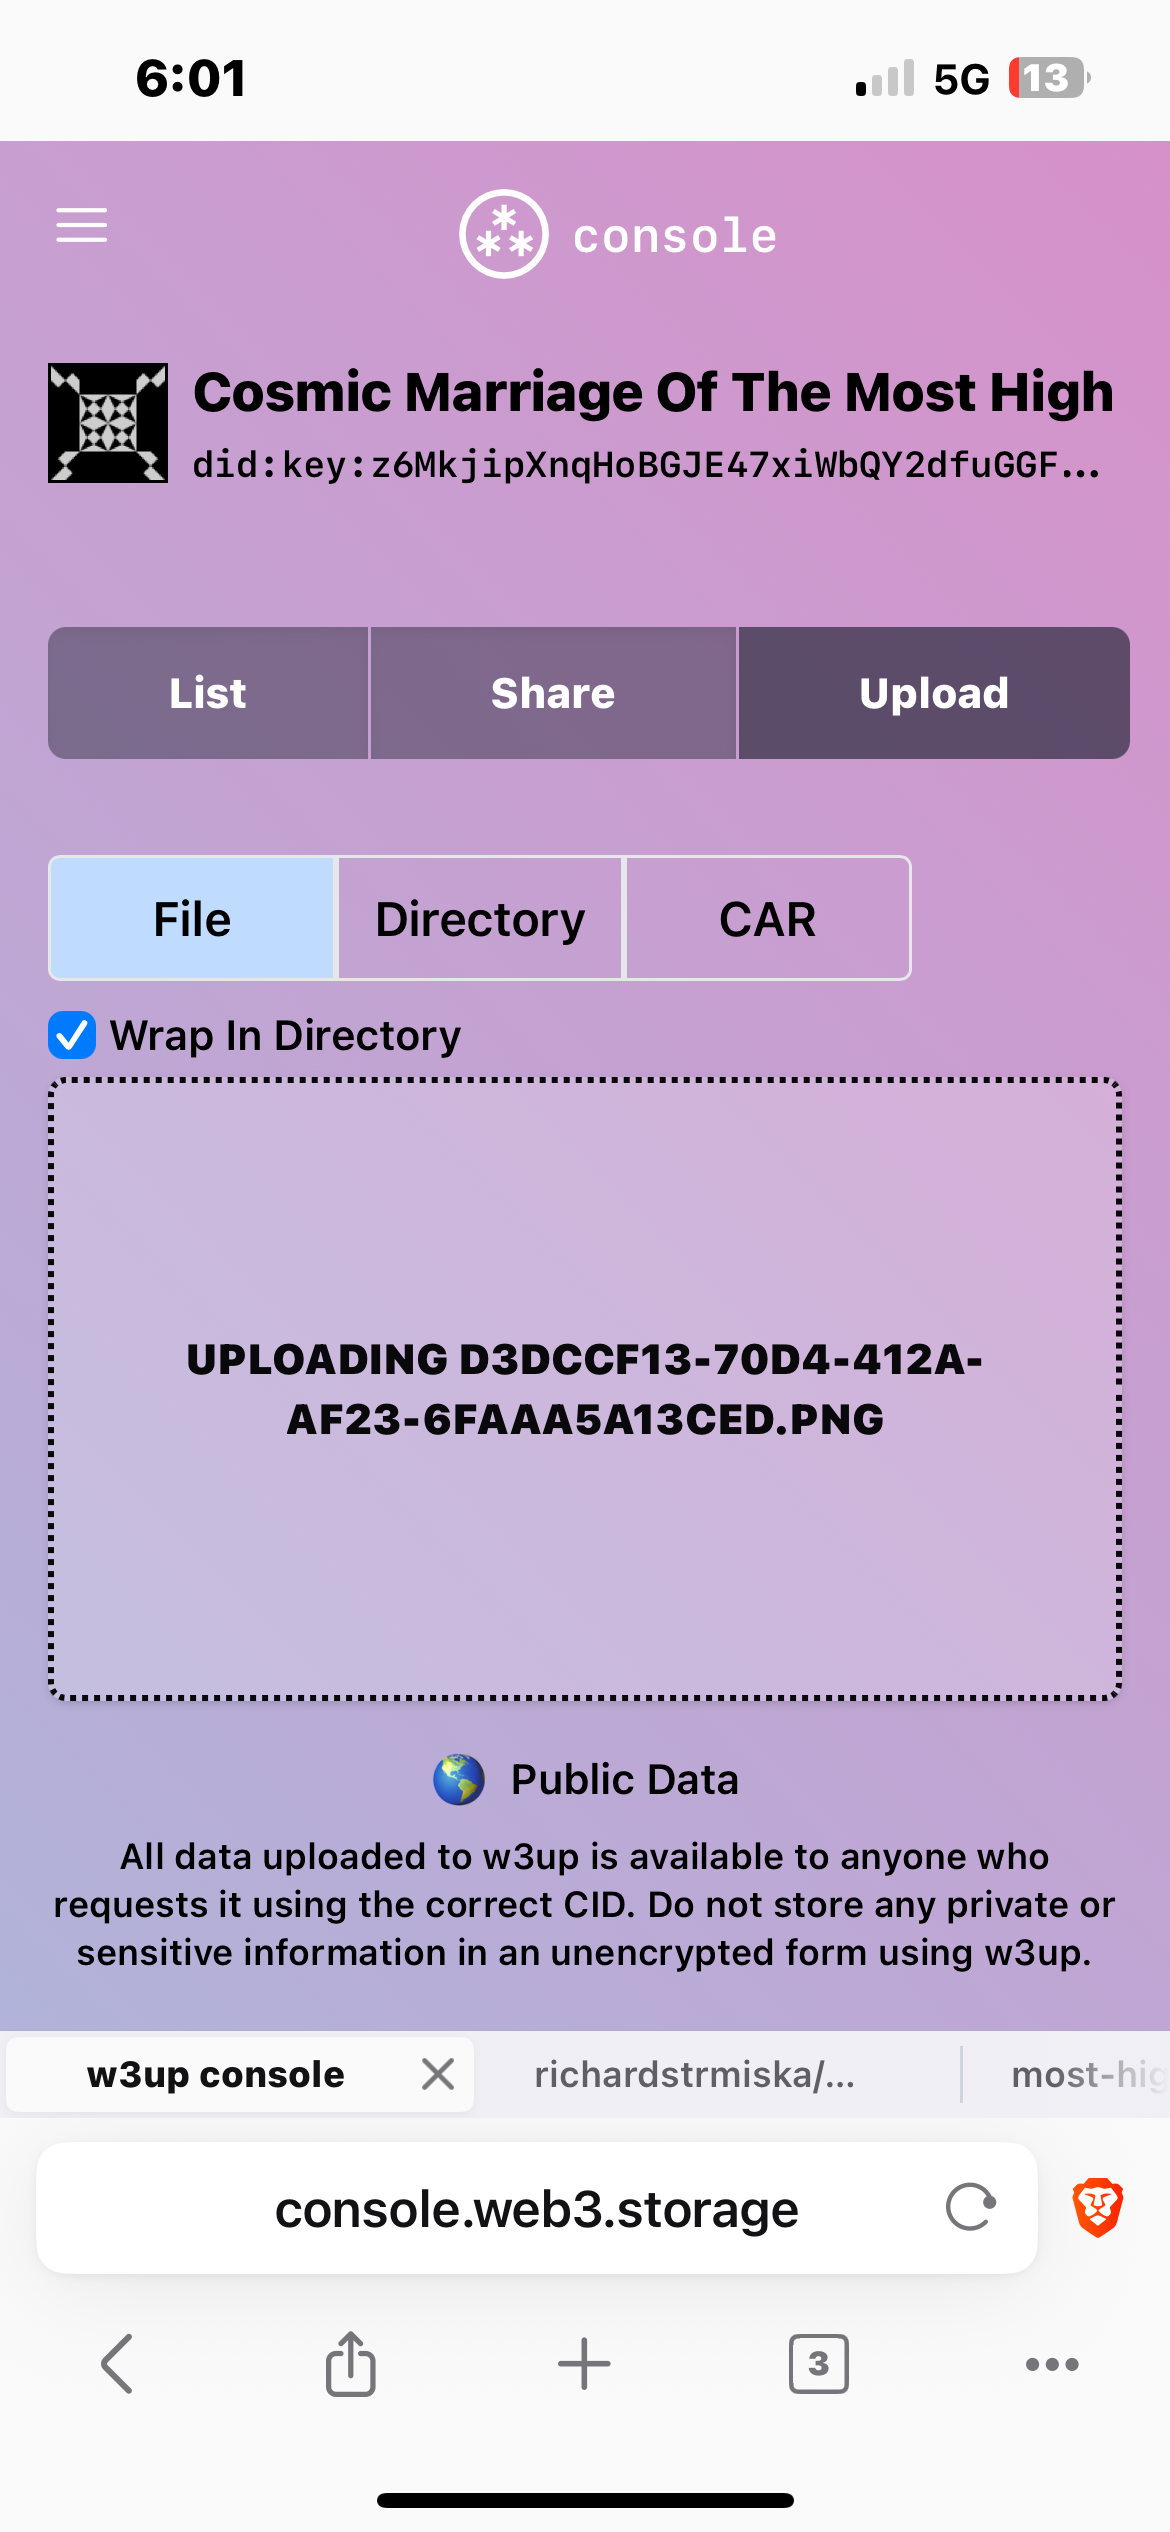 6:01
5G 13
console
Cosmic Marriage Of The Most High
did:key:z6MkjipXnqHoBGJE47xiWbQY2dfuGGF...
List Share Upload
File Directory CAR
Wrap In Directory
UPLOADING D3DCCF13-70D4-412A-
AF23-6FAAA5A13CED.PNG
Public Data
All data uploaded to w3up is available to anyone who
requests it using the correct CID. Do not store any private or
sensitive information in an unencrypted form using w3up.
w3up console richardstrmiska/... most-hig
console.web3.storage
3